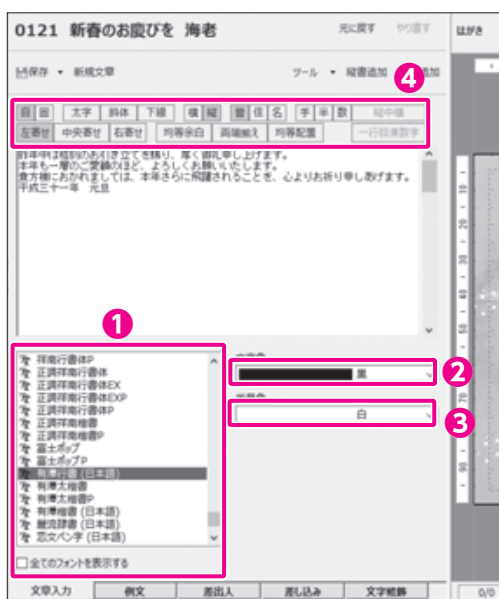 0121 新春のお慶びを 海老
元に戻す やり直す
はがき
保存 ▼ 新規文章
ツール ▼ 縦書追加
追加
4
自 固 太字 斜体 下線 横 縦 住 名 手 半 数 縦中横
左寄せ 中央寄せ 右寄せ 均等余白 両端揃え 均等配置 一行目漢数字
昨年中は格別のお引き立てを賜り、厚く御礼申し上げます。
本年も一層のご愛顧のほど、よろしくお願いいたします。
貴方様におかれましては、本年さらに飛躍されることを、心よりお祈り申しあげます。
平成三十一年 元旦
1
祥南行書体P
正調祥南行書体
正調祥南行書体EX
正調祥南行書体EXP
正調祥南行書体P
正調祥南楷書
正調祥南楷書P
富士ポップ
富士ポップP
有澤行書 (日本語)
有澤太楷書
有澤太楷書P
有澤楷書 (日本語)
麗流隷書 (日本語)
恋文ペン字 (日本語)
全てのフォントを表示する
黒
2
白
3
文章入力 例文 差出人 差し込み 文字修飾
10
20
30
40
50
70
90
0/0